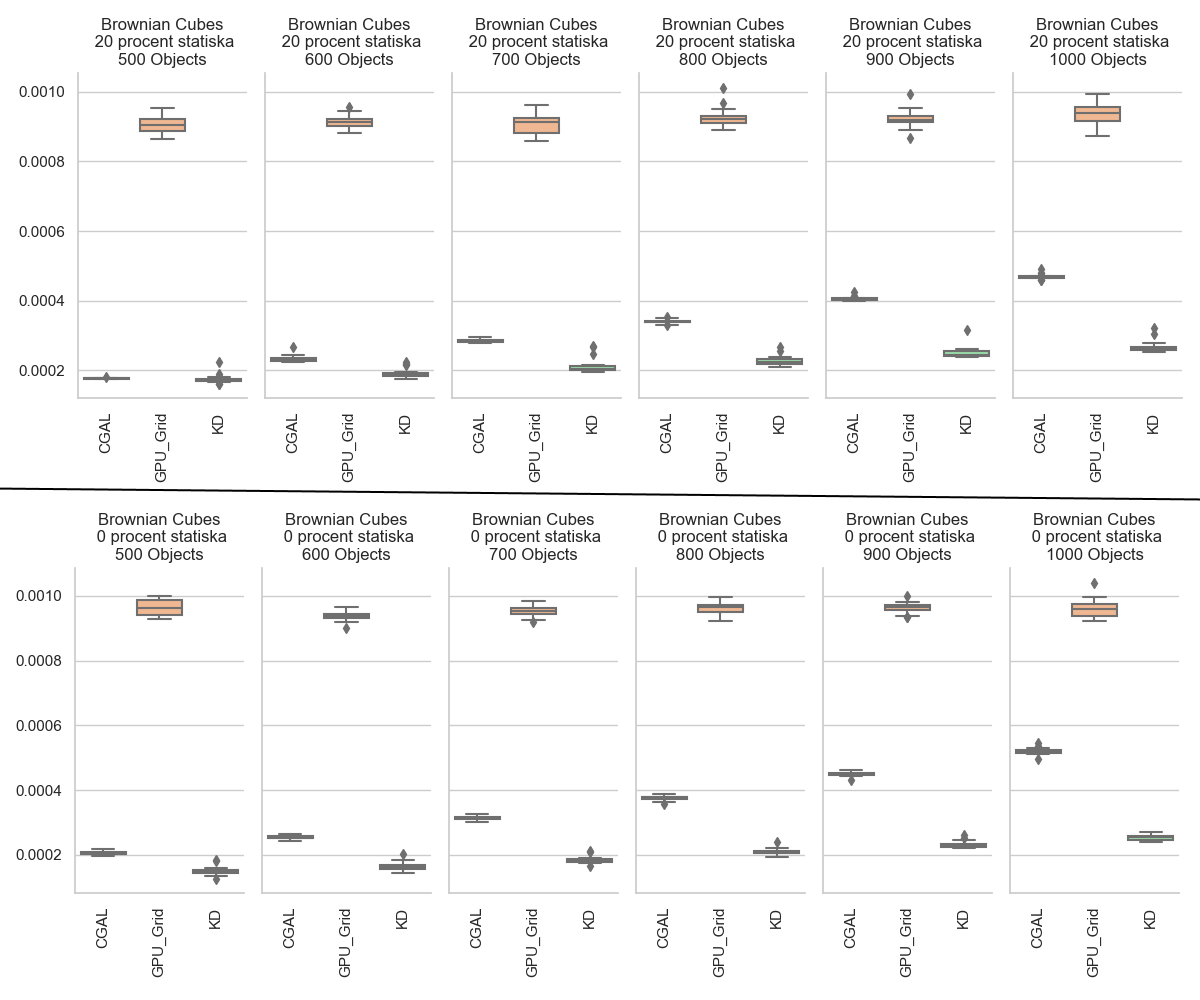 Brownian Cubes
20 procent statiska
500 Objects
Brownian Cubes
20 procent statiska
600 Objects
Brownian Cubes
20 procent statiska
700 Objects
Brownian Cubes
20 procent statiska
800 Objects
Brownian Cubes
20 procent statiska
900 Objects
Brownian Cubes
20 procent statiska
1000 Objects
0.0010
0.0008
0.0006
0.0004
0.0002
CGAL
GPU_Grid
KD
CGAL
GPU_Grid
KD
CGAL
GPU_Grid
KD
CGAL
GPU_Grid
KD
CGAL
GPU_Grid
KD
CGAL
GPU_Grid
KD
Brownian Cubes
0 procent statiska
500 Objects
Brownian Cubes
0 procent statiska
600 Objects
Brownian Cubes
0 procent statiska
700 Objects
Brownian Cubes
0 procent statiska
800 Objects
Brownian Cubes
0 procent statiska
900 Objects
Brownian Cubes
0 procent statiska
1000 Objects
0.0010
0.0008
0.0006
0.0004
0.0002
CGAL
GPU_Grid
KD
CGAL
GPU_Grid
KD
CGAL
GPU_Grid
KD
CGAL
GPU_Grid
KD
CGAL
GPU_Grid
KD
CGAL
GPU_Grid
KD